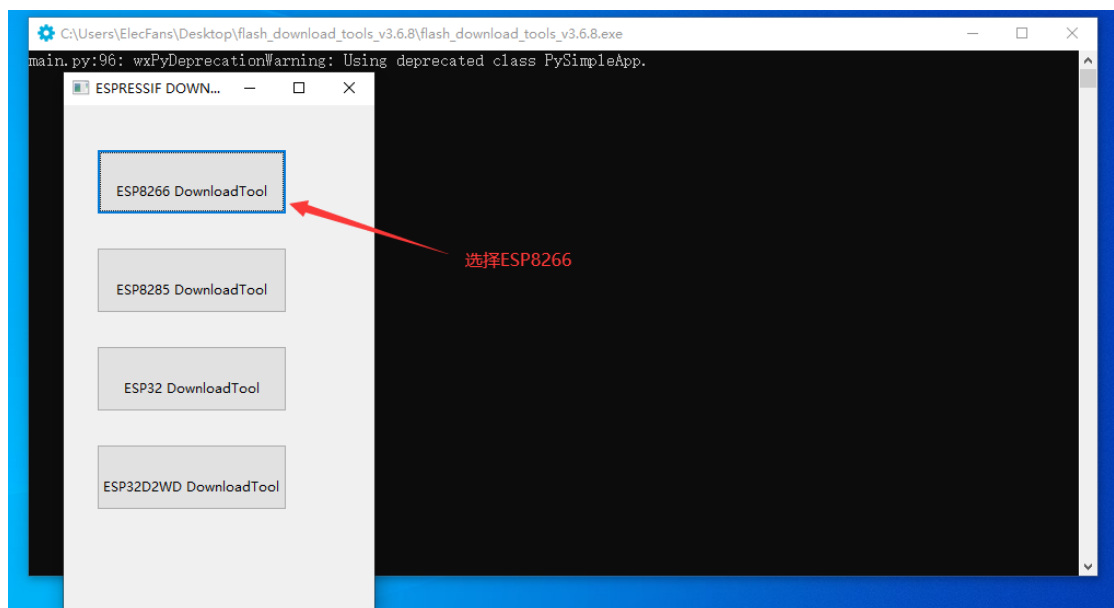 C:\Users\ElecFans\Desktop\flash_download_tools_v3.6.8\flash_download_tools_v3.6.8.exe
main.py:96: wxPyDeprecationWarning: Using deprecated class PySimpleApp.
ESPRESSIF DOWN...
ESP8266 DownloadTool
选择ESP8266
ESP8285 DownloadTool
ESP32 DownloadTool
ESP32D2WD DownloadTool